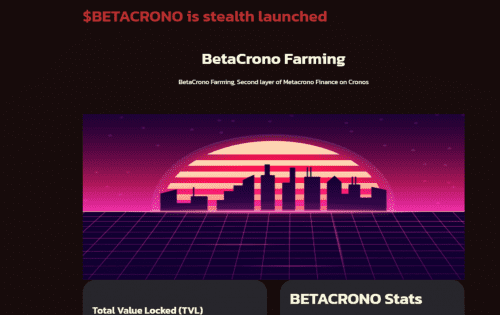 $BETACRONO is stealth launched
BetaCrono Farming
BetaCrono Farming, Second layer of Metacrono Finance on Cronos
Total Value Locked (TVL)
BETACRONO Stats